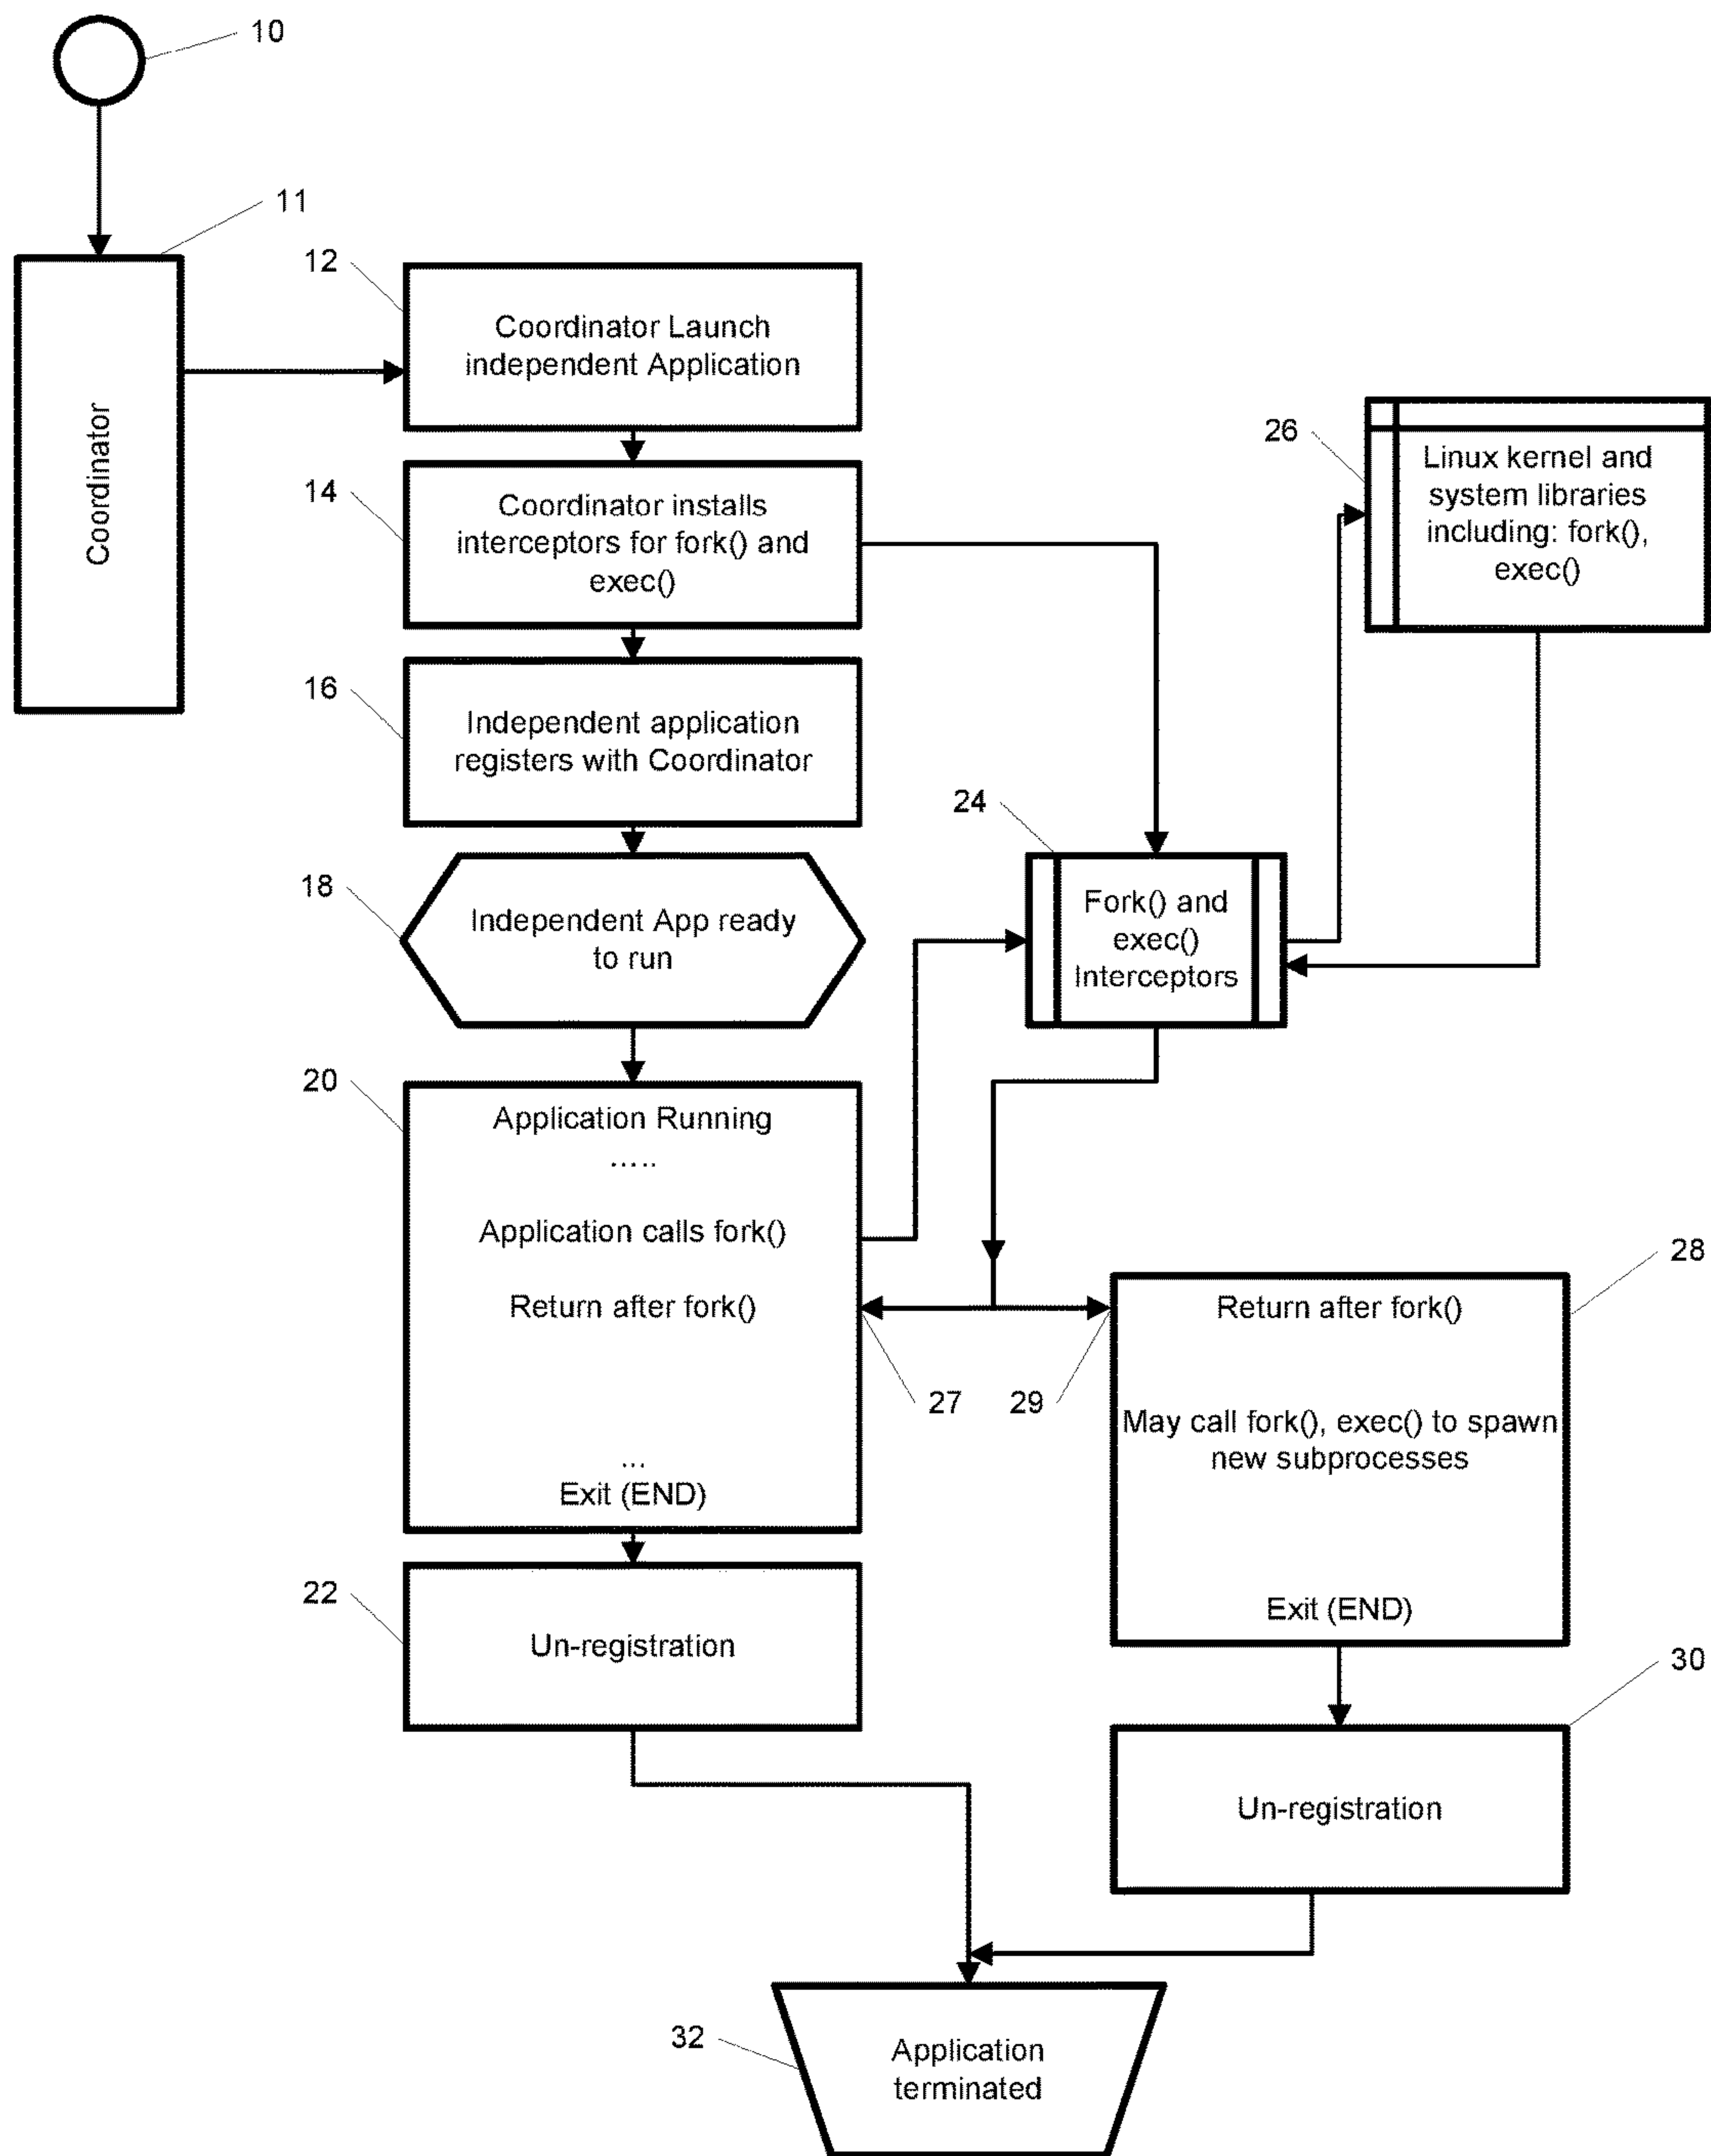 10
11
Coordinator
12
Coordinator Launch
independent Application
14
Coordinator installs
interceptors for fork() and
exec()
26
Linux kernel and
system libraries
including: fork(),
exec()
16
Independent application
registers with Coordinator
24
Fork() and
exec()
Interceptors
18
Independent App ready
to run
20
Application Running
.....
Application calls fork()
Return after fork()
...
Exit (END)
27
29
28
Return after fork()
May call fork(), exec() to spawn
new subprocesses
Exit (END)
22
Un-registration
30
Un-registration
32
Application
terminated